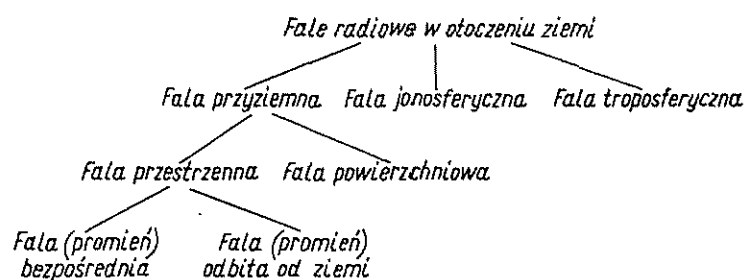 Fale radiowe w otoczeniu ziemi
Fala przyziemna Fala jonosferyczna Fala troposferyczna
Fala przestrzenna Fala powierzchniowa
Fala (promień) Fala (promień)
bezpośrednia odbita od ziemi